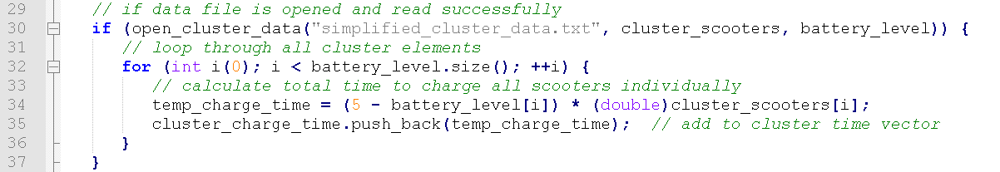 29 // if data file is opened and read successfully
30 if (open_cluster_data("simplified_cluster_data.txt", cluster_scooters, battery_level)) {
31 // loop through all cluster elements
32 for (int i(0); i < battery_level.size(); ++i) {
33 // calculate total time to charge all scooters individually
34 temp_charge_time = (5 - battery_level[i]) * (double)cluster_scooters[i];
35 cluster_charge_time.push_back(temp_charge_time); // add to cluster time vector
36 }
37 }